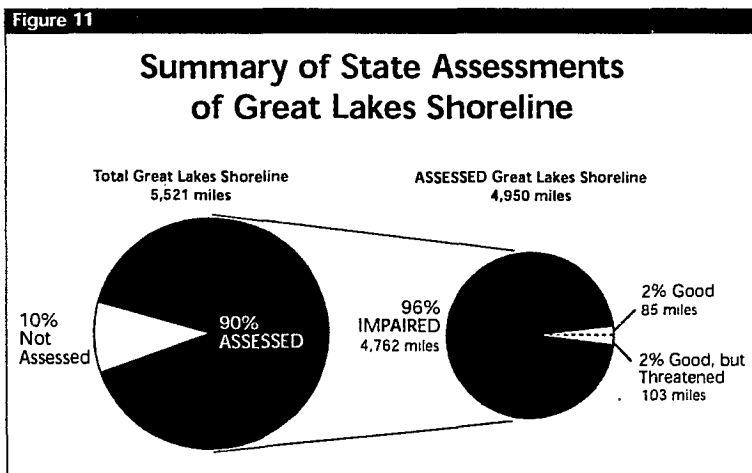 Figure 11
Summary of State Assessments
of Great Lakes Shoreline
Total Great Lakes Shoreline
5,521 miles
ASSESSED Great Lakes Shoreline
4,950 miles
10%
Not
Assessed
90%
ASSESSED
96%
IMPAIRED
4,762 miles
2% Good
85 miles
2% Good, but
Threatened
103 miles